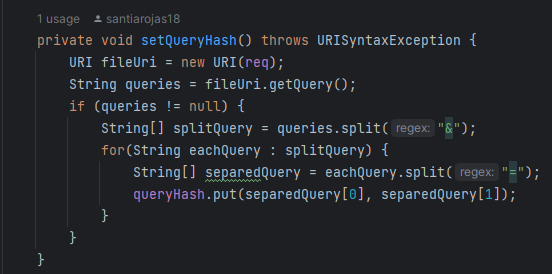 1 usage santiarojas18
private void setQueryHash() throws URISyntaxException {
    URI fileUri = new URI(req);
    String queries = fileUri.getQuery();
    if (queries != null) {
        String[] splitQuery = queries.split( regex: "&");
        for(String eachQuery : splitQuery) {
            String[] separedQuery = eachQuery.split( regex: "=");
            queryHash.put(separedQuery[0], separedQuery[1]);
        }
    }
}